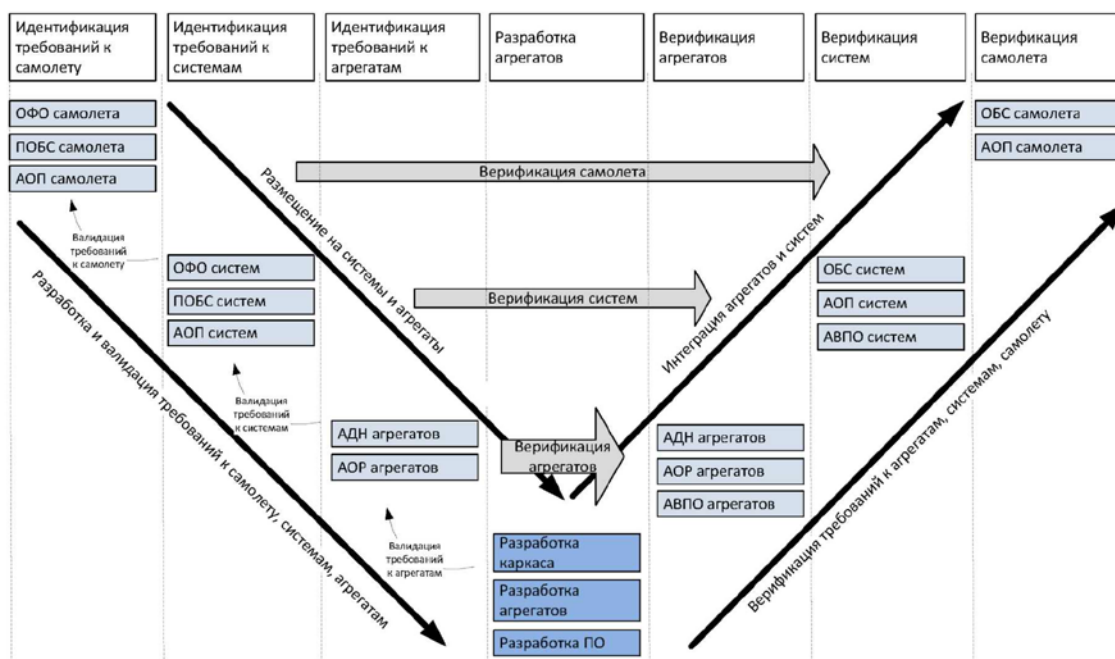 Идентификация
требований к
самолету
Идентификация
требований к
системам
Идентификация
требований к
агрегатам
Разработка
агрегатов
Верификация
агрегатов
Верификация
систем
Верификация
самолета
ОФО самолета
ПОБС самолета
АОП самолета
ОБС самолета
АОП самолета
Верификация самолета
Размещение на системы и агрегаты
Интеграция агрегатов и систем
Валидация
требований
к самолету
Разработка и валидация требований к самолету, системам, агрегатам
ОФО систем
ПОБС систем
АОП систем
Верификация систем
ОБС систем
АОП систем
АВПО систем
Верификация требований к агрегатам, системам, самолету
Валидация
требований
к системам
АДН агрегатов
АОР агрегатов
Верификация
агрегатов
АДН агрегатов
АОР агрегатов
АВПО агрегатов
Валидация
требований
к агрегатам
Разработка
каркаса
Разработка
агрегатов
Разработка ПО